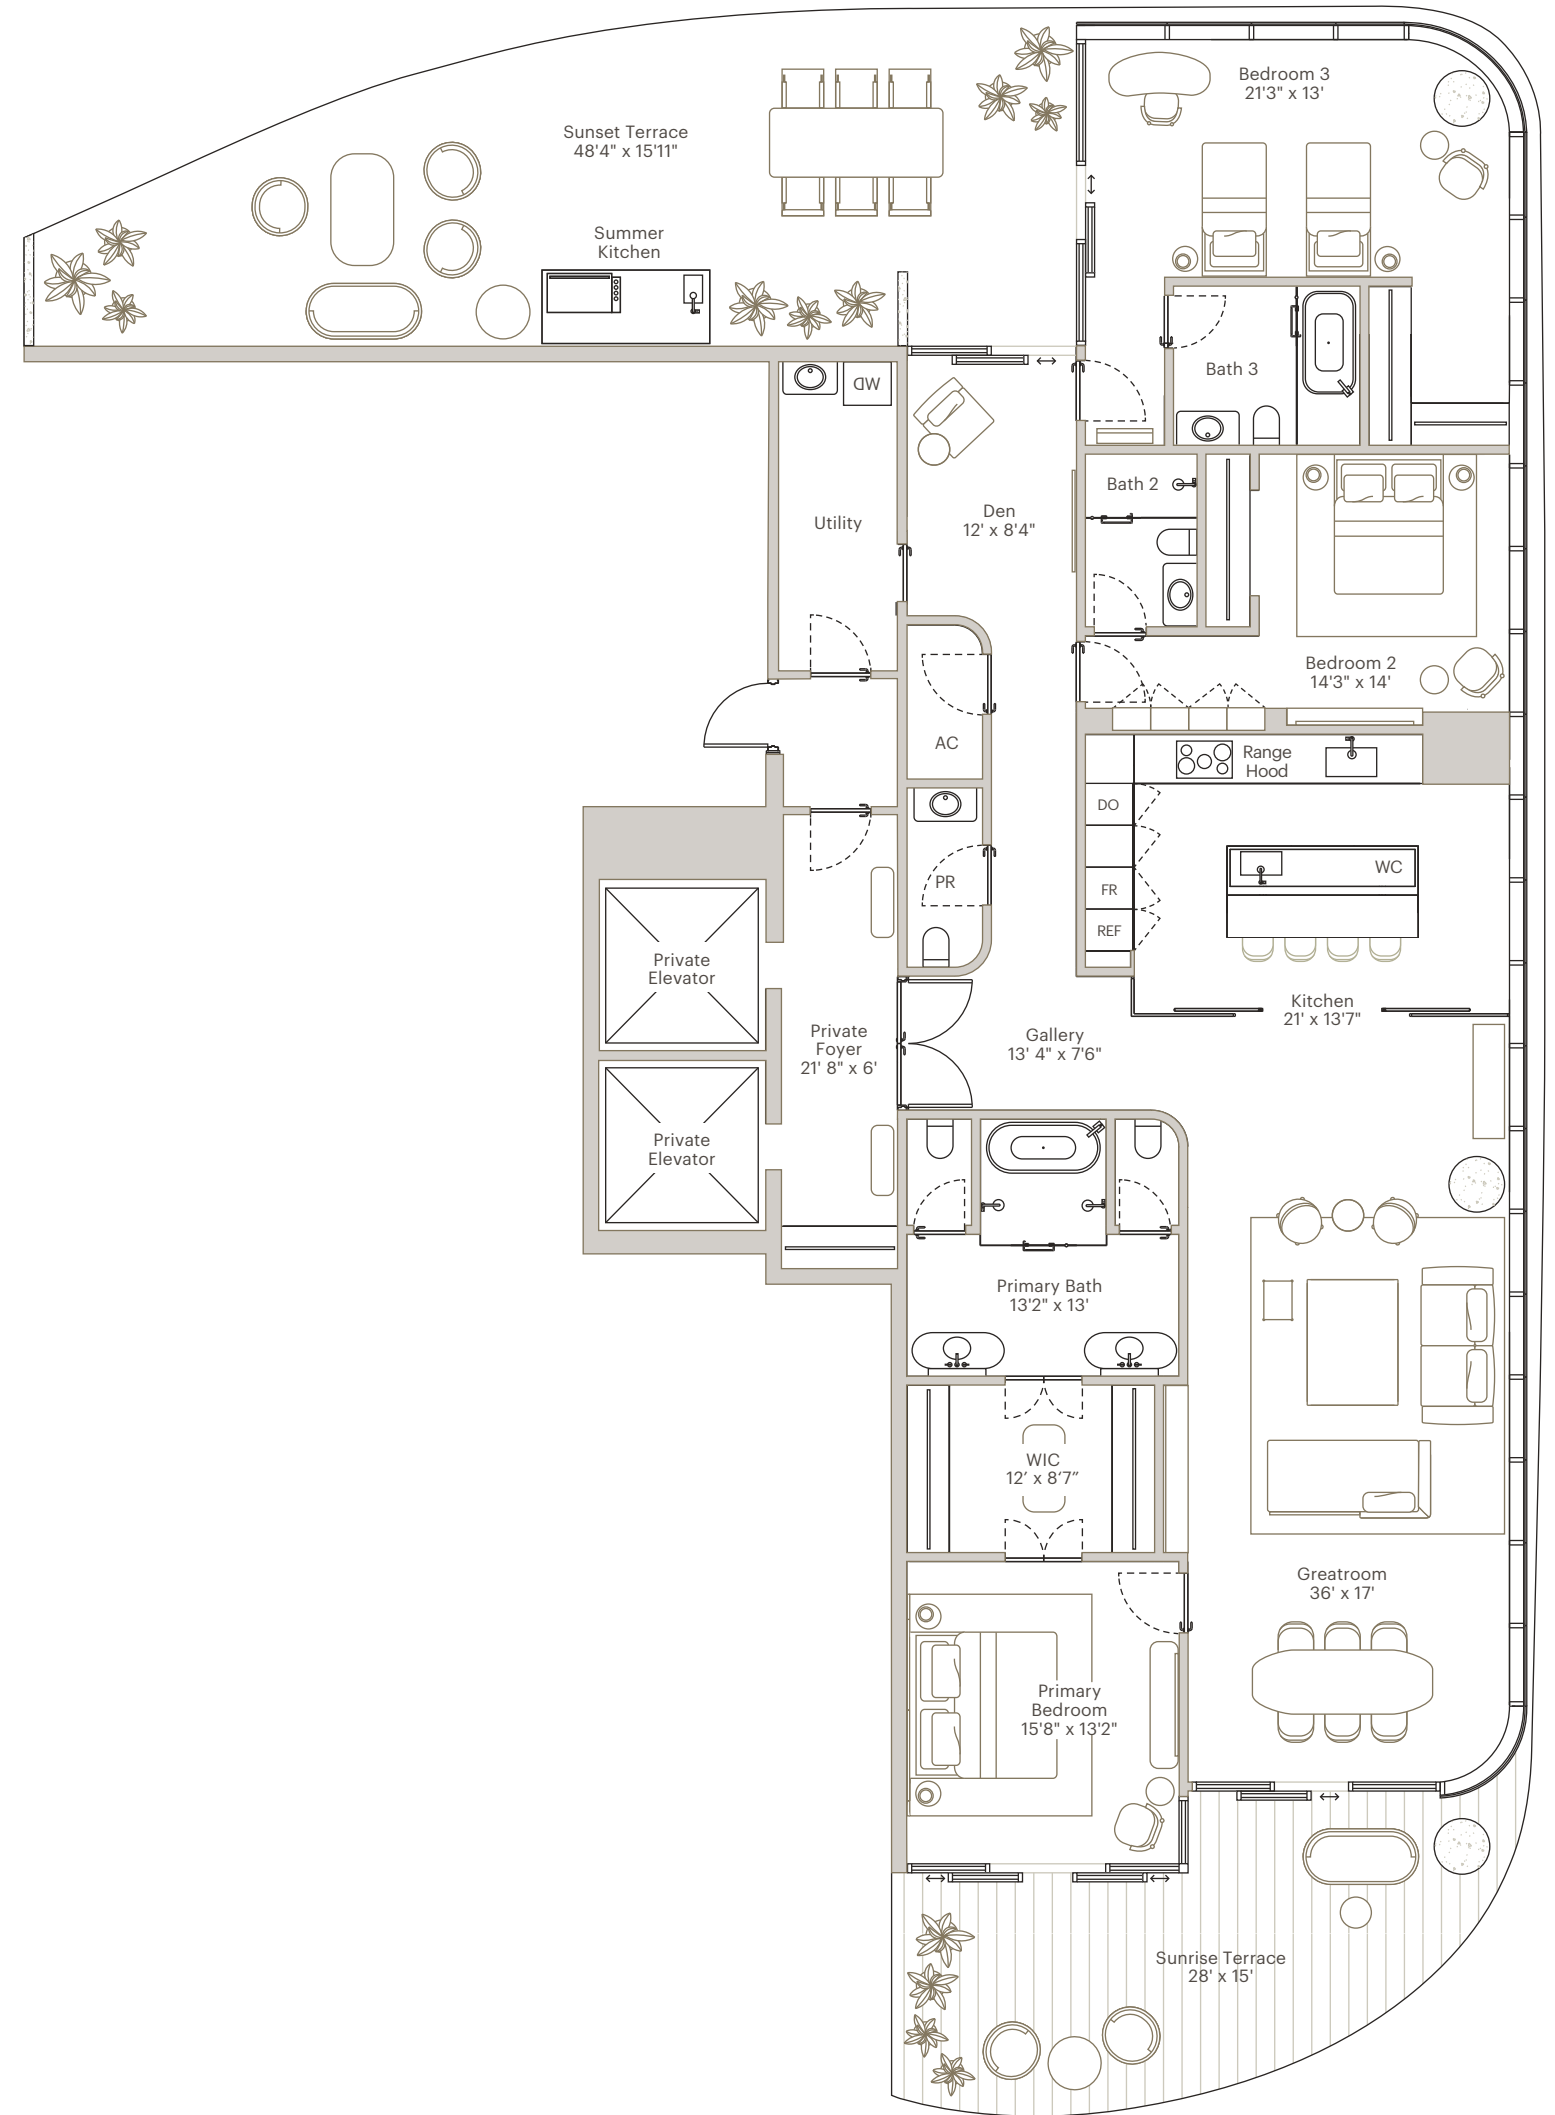 Bedroom 3
21'3" x 13'
Sunset Terrace
48'4" x 15'11"
Summer
Kitchen
Bath 3
WD
Bath 2
Den
12' x 8'4"
Utility
Bedroom 2
14'3" x 14'
AC
Range
Hood
DO
WC
PR
FR
REF
Private
Elevator
Kitchen
21' x 13'7"
Private
Foyer
21' 8" x 6'
Gallery
13' 4" x 7'6"
Private
Elevator
Primary Bath
13'2" x 13'
WIC
12’ x 8‘7”
Greatroom
36' x 17'
Primary
Bedroom
15'8" x 13'2"
Sunrise Terrace
28' x 15'